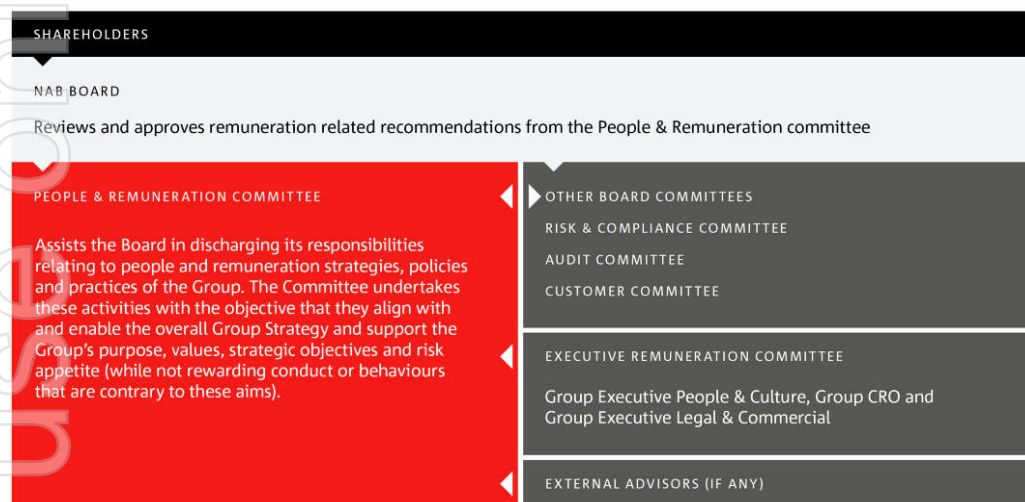 SHAREHOLDERS
NAB BOARD
Reviews and approves remuneration related recommendations from the People & Remuneration committee
PEOPLE & REMUNERATION COMMITTEE
Assists the Board in discharging its responsibilities
relating to people and remuneration strategies, policies
and practices of the Group. The Committee undertakes
these activities with the objective that they align with
and enable the overall Group Strategy and support the
Group's purpose, values, strategic objectives and risk
appetite (while not rewarding conduct or behaviours
that are contrary to these aims).
OTHER BOARD COMMITTEES
RISK & COMPLIANCE COMMITTEE
AUDIT COMMITTEE
CUSTOMER COMMITTEE
EXECUTIVE REMUNERATION COMMITTEE
Group Executive People & Culture, Group CRO and
Group Executive Legal & Commercial
EXTERNAL ADVISORS (IF ANY)
use